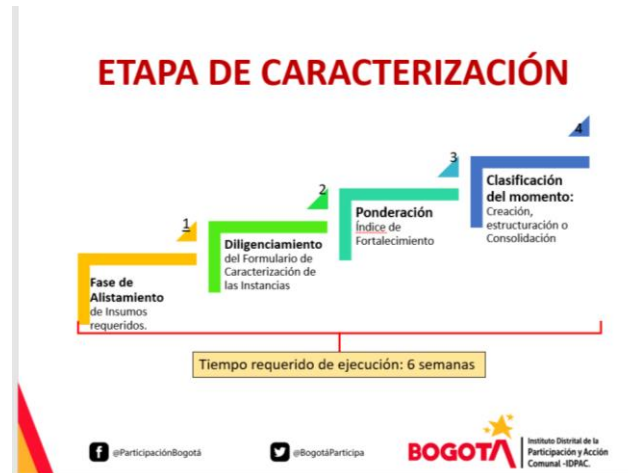 ETAPA DE CARACTERIZACIÓN
1
Fase de
Alistamiento
de Insumos
requeridos.
2
Diligenciamiento
del Formulario de
Caracterización de
las Instancias
3
Ponderación
Índice de
Fortalecimiento
4
Clasificación
del momento:
Creación,
estructuración o
Consolidación
Tiempo requerido de ejecución: 6 semanas
@ParticipaciónBogotá
@BogotáParticipa
BOGOTÁ
Instituto Distrital de la
Participación y Acción
Comunal -IDPAC.